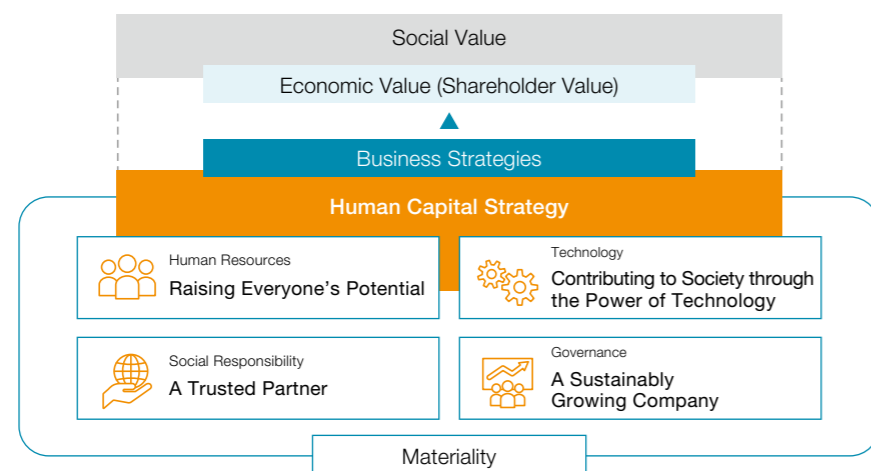 Social Value
Economic Value (Shareholder Value)
Business Strategies
Human Capital Strategy
Human Resources
Raising Everyone’s Potential
Technology
Contributing to Society through
the Power of Technology
Social Responsibility
A Trusted Partner
Governance
A Sustainably
Growing Company
Materiality